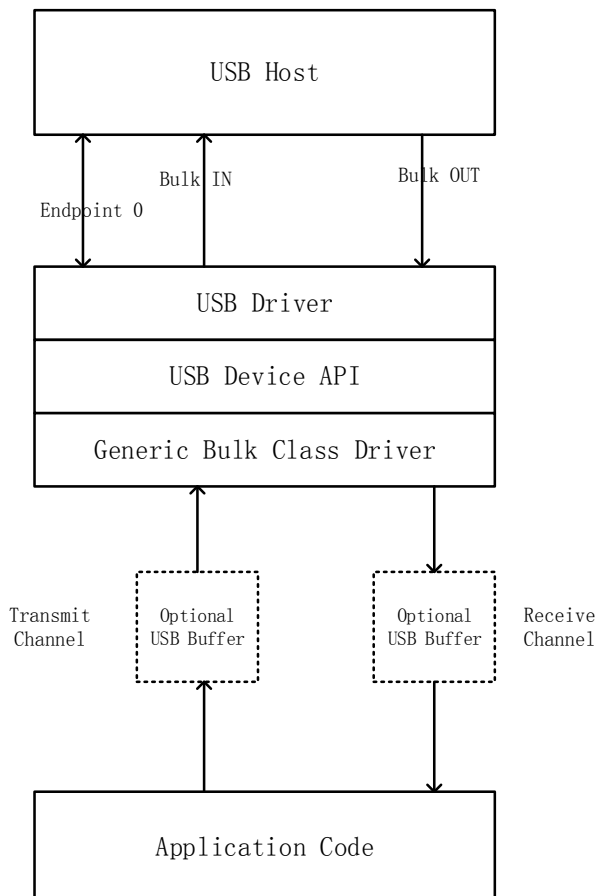 USB Host
Bulk IN
Bulk OUT
Endpoint 0
USB Driver
USB Device API
Generic Bulk Class Driver
Transmit
Channel
Optional
USB Buffer
Optional
USB Buffer
Receive
Channel
Application Code